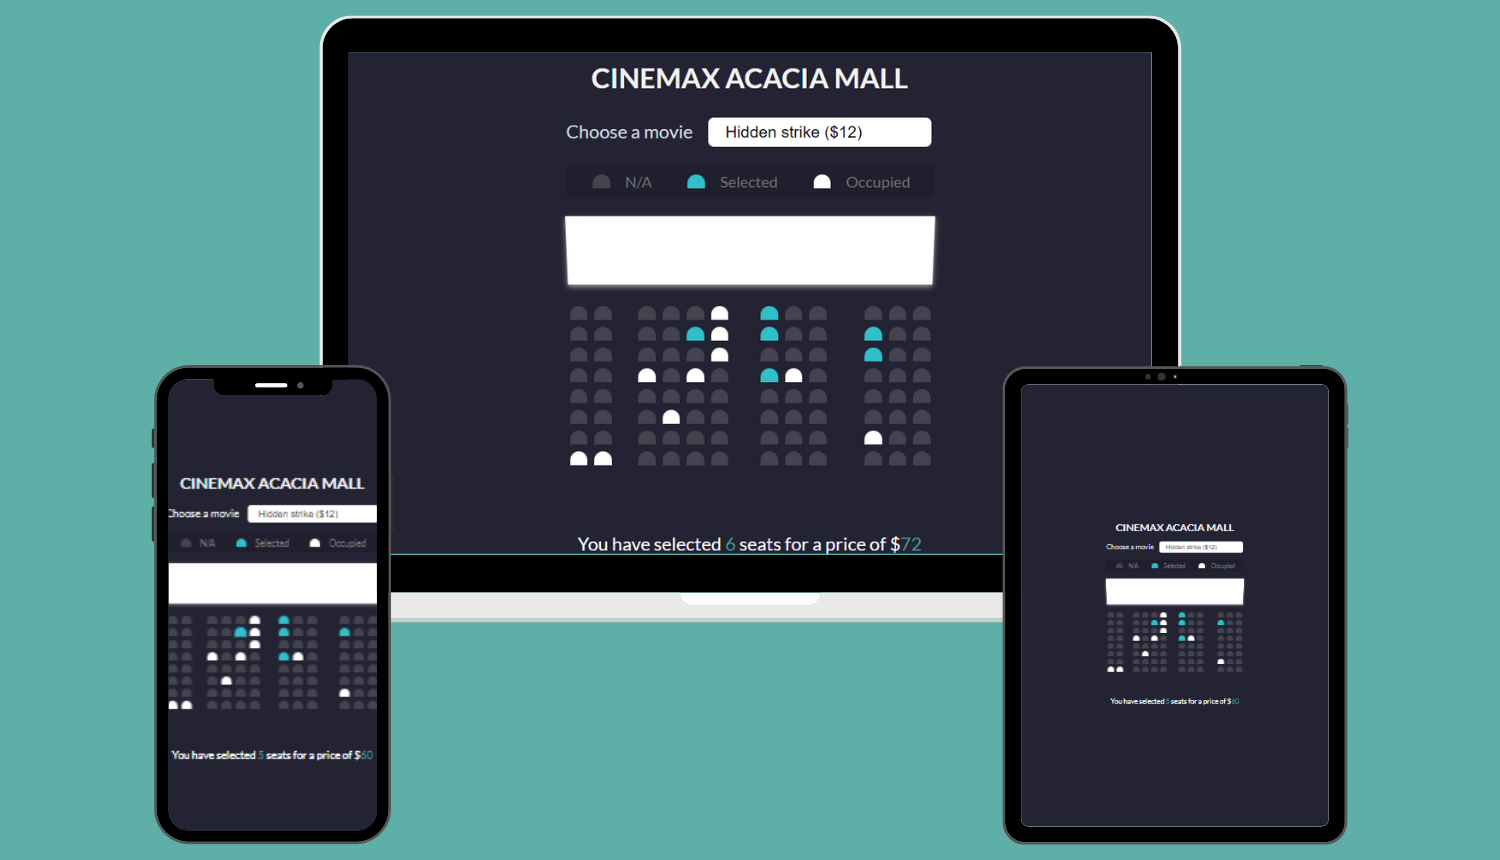 CINEMAX ACACIA MALL
Choose a movie Hidden strike ($12)
N/A Selected Occupied
You have selected 6 seats for a price of $72
CINEMAX ACACIA MALL
Choose a movie Hidden strike ($12)
N/A Selected Occupied
You have selected 5 seats for a price of $60
CINEMAX ACACIA MALL
Choose a movie Hidden strike ($12)
N/A Selected Occupied
You have selected 5 seats for a price of $60